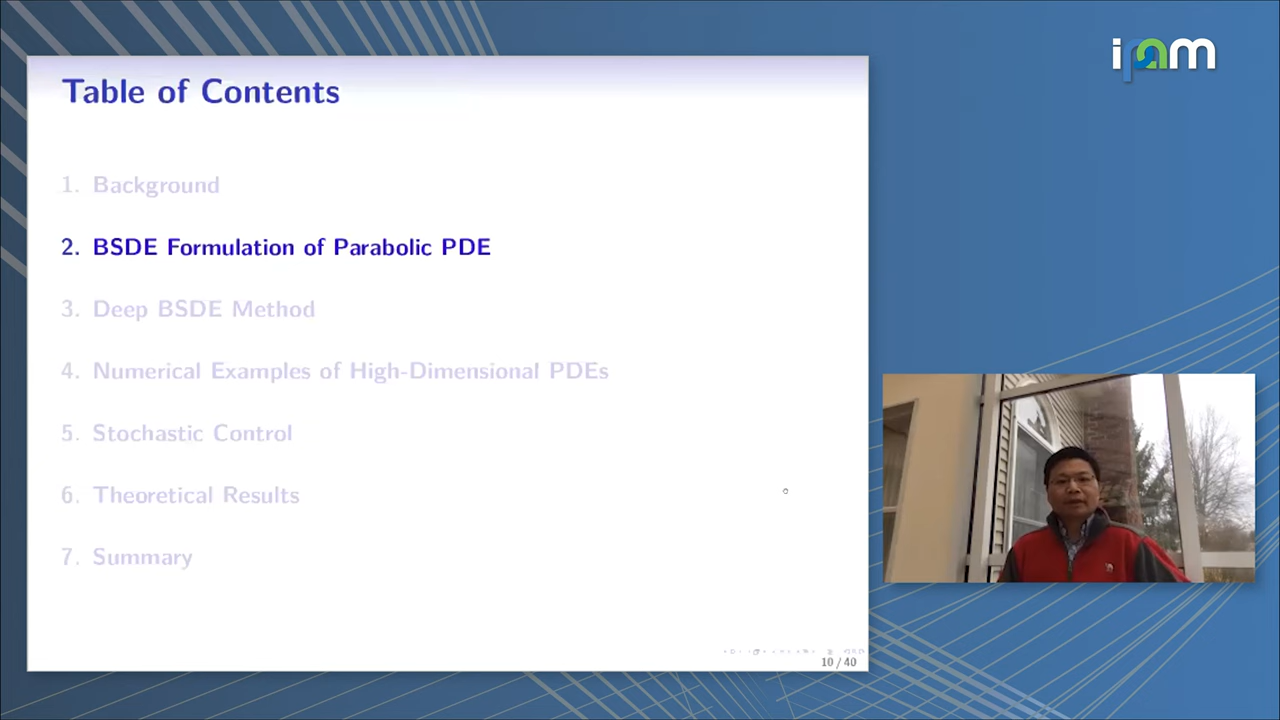 ipam
Table of Contents
1. Background
2. BSDE Formulation of Parabolic PDE
3. Deep BSDE Method
4. Numerical Examples of High-Dimensional PDEs
5. Stochastic Control
6. Theoretical Results
7. Summary
10 / 40